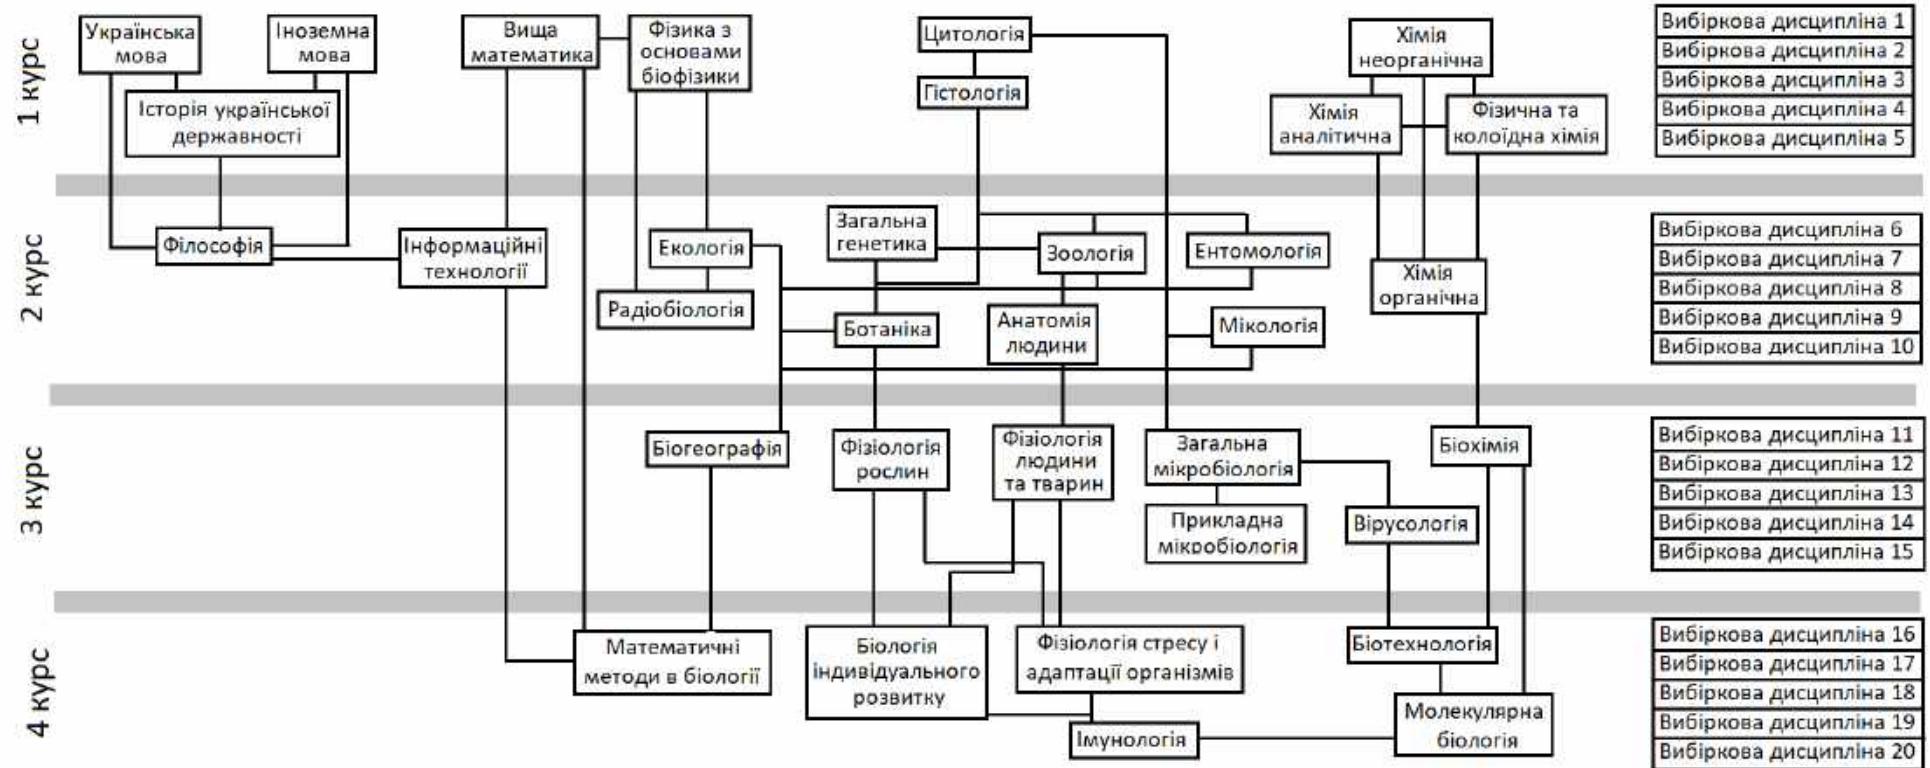 1 курс
Українська
мова
Іноземна
мова
Історія української
державності
Вища
математика
Фізика з
основами
біофізики
Цитологія
Гістологія
Хімія
неорганічна
Хімія
аналітична
Фізична та
колоїдна хімія
Вибіркова дисципліна 1
Вибіркова дисципліна 2
Вибіркова дисципліна 3
Вибіркова дисципліна 4
Вибіркова дисципліна 5
2 курс
Філософія
Інформаційні
технології
Екологія
Радіобіологія
Загальна
генетика
Ботаніка
Зоологія
Анатомія
людини
Ентомологія
Мікологія
Хімія
органічна
Вибіркова дисципліна 6
Вибіркова дисципліна 7
Вибіркова дисципліна 8
Вибіркова дисципліна 9
Вибіркова дисципліна 10
3 курс
Біогеографія
Фізіологія
рослин
Фізіологія
людини
та тварин
Загальна
мікробіологія
Прикладна
мікробіологія
Вірусологія
Біохімія
Вибіркова дисципліна 11
Вибіркова дисципліна 12
Вибіркова дисципліна 13
Вибіркова дисципліна 14
Вибіркова дисципліна 15
4 курс
Математичні
методи в біології
Біологія
індивідуального
розвитку
Фізіологія стресу і
адаптації організмів
Імунологія
Біотехнологія
Молекулярна
біологія
Вибіркова дисципліна 16
Вибіркова дисципліна 17
Вибіркова дисципліна 18
Вибіркова дисципліна 19
Вибіркова дисципліна 20